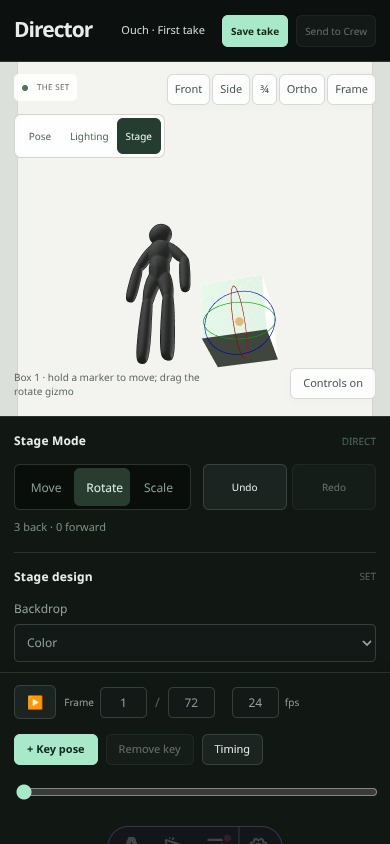 Director
Ouch · First take
Save take
Send to Crew
THE SET
Front
Side
¾
Ortho
Frame
Pose
Lighting
Stage
Box 1 · hold a marker to move; drag the
rotate gizmo
Controls on
Stage Mode
DIRECT
Move
Rotate
Scale
Undo
Redo
3 back · 0 forward
Stage design
SET
Backdrop
Color
Frame
1
/
72
24
fps
+ Key pose
Remove key
Timing